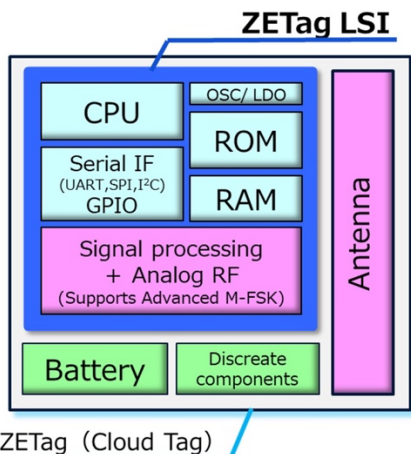 ZETag LSI
CPU
OSC/ LDO
ROM
Serial IF
(UART,SPI,I²C)
GPIO
RAM
Signal processing
+ Analog RF
(Supports Advanced M-FSK)
Antenna
Battery
Discreate
components
ZETag（Cloud Tag）